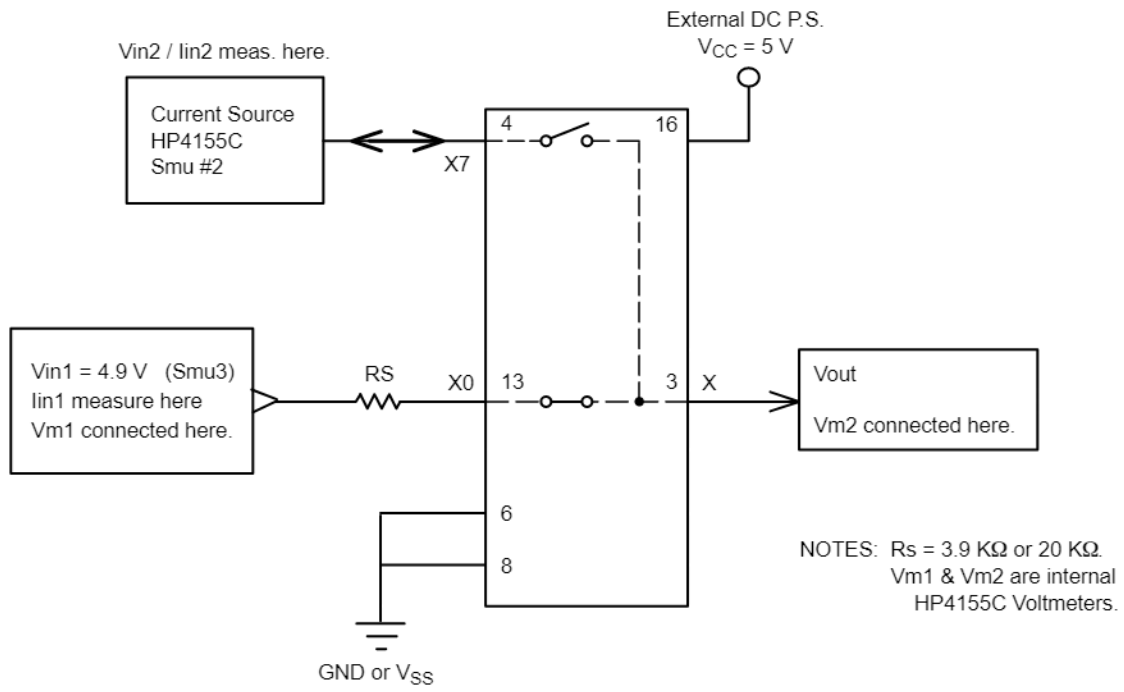 External DC P.S.
V_CC = 5 V
Vin2 / Iin2 meas. here.
Current Source
HP4155C
Smu #2
4
16
X7
Vin1 = 4.9 V (Smu3)
Iin1 measure here
Vm1 connected here.
RS
X0
13
3
X
Vout
Vm2 connected here.
6
8
GND or V_SS
NOTES: Rs = 3.9 KΩ or 20 KΩ.
Vm1 & Vm2 are internal
HP4155C Voltmeters.